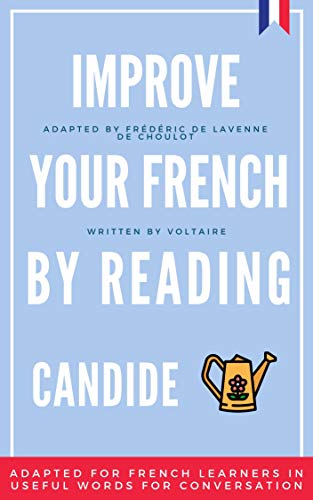 IMPROVE
ADAPTED BY FRÉDÉRIC DE LAVENNE
DE CHOULOT
YOUR FRENCH
WRITTEN BY VOLTAIRE
BY READING
CANDIDE
ADAPTED FOR FRENCH LEARNERS IN
USEFUL WORDS FOR CONVERSATION